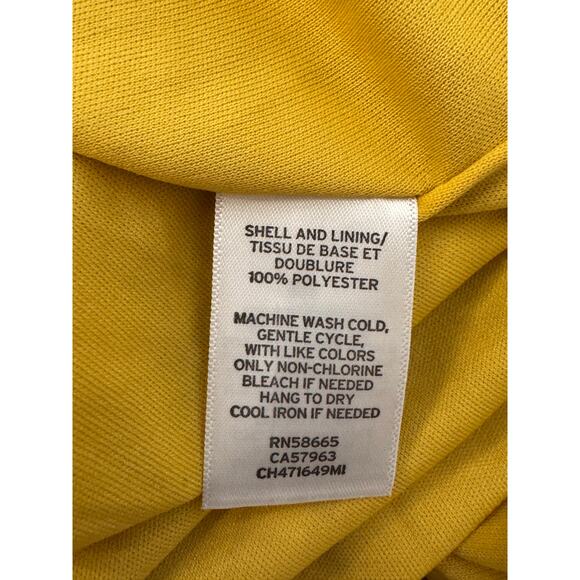 SHELL AND LINING/
TISSU DE BASE ET
DOUBLURE
100% POLYESTER
MACHINE WASH COLD,
GENTLE CYCLE,
WITH LIKE COLORS
ONLY NON-CHLORINE
BLEACH IF NEEDED
HANG TO DRY
COOL IRON IF NEEDED
RN58665
CA57963
CH471649MI